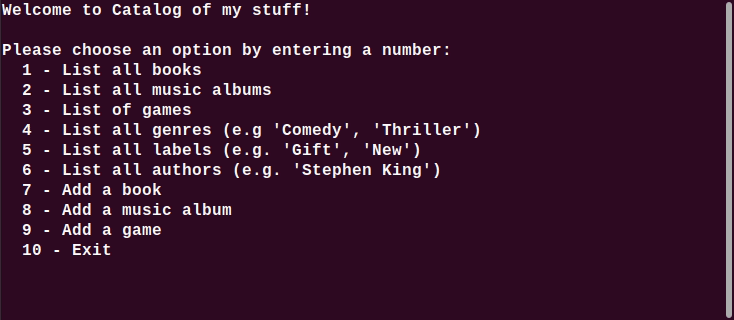 Welcome to Catalog of my stuff!
Please choose an option by entering a number:
1 - List all books
2 - List all music albums
3 - List of games
4 - List all genres (e.g 'Comedy', 'Thriller')
5 - List all labels (e.g. 'Gift', 'New')
6 - List all authors (e.g. 'Stephen King')
7 - Add a book
8 - Add a music album
9 - Add a game
10 - Exit